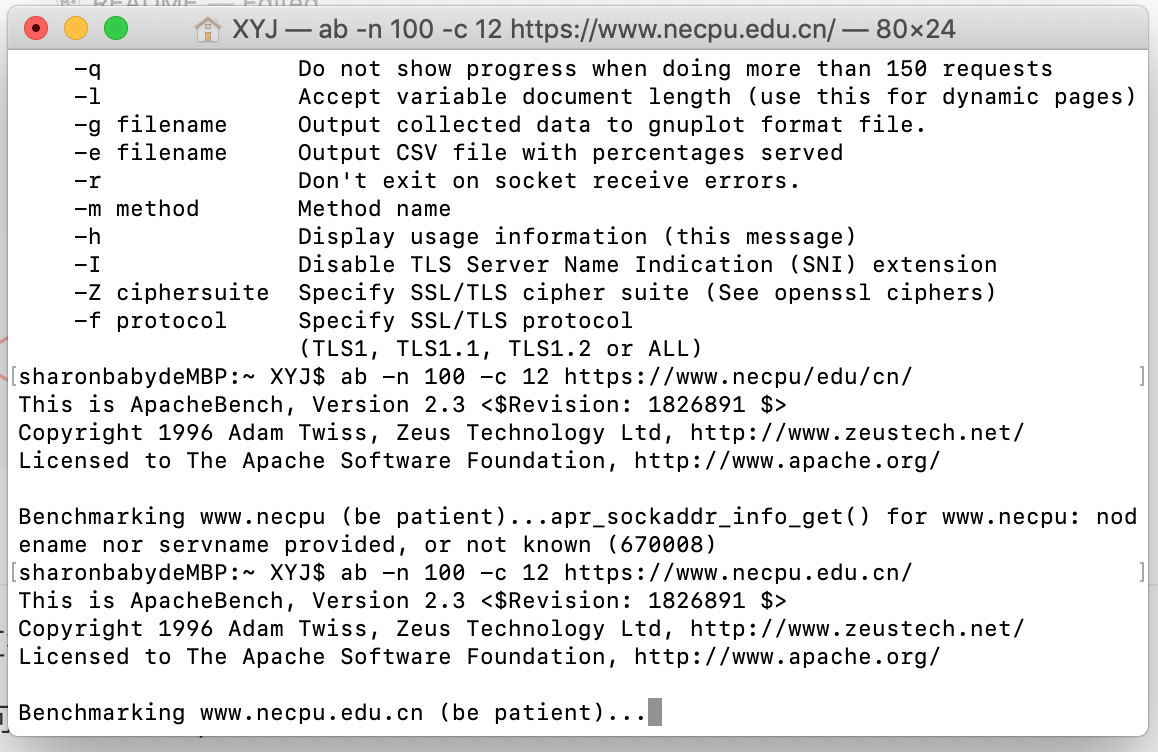 README — Edited
XYJ — ab -n 100 -c 12 https://www.necpu.edu.cn/ — 80×24
-q Do not show progress when doing more than 150 requests
-l Accept variable document length (use this for dynamic pages)
-g filename Output collected data to gnuplot format file.
-e filename Output CSV file with percentages served
-r Don't exit on socket receive errors.
-m method Method name
-h Display usage information (this message)
-I Disable TLS Server Name Indication (SNI) extension
-Z ciphersuite Specify SSL/TLS cipher suite (See openssl ciphers)
-f protocol Specify SSL/TLS protocol
(TLS1, TLS1.1, TLS1.2 or ALL)
[sharonbabydeMBP:~ XYJ$ ab -n 100 -c 12 https://www.necpu/edu/cn/ ]
This is ApacheBench, Version 2.3 <$Revision: 1826891 $>
Copyright 1996 Adam Twiss, Zeus Technology Ltd, http://www.zeustech.net/
Licensed to The Apache Software Foundation, http://www.apache.org/
Benchmarking www.necpu (be patient)...apr_sockaddr_info_get() for www.necpu: nod
ename nor servname provided, or not known (670008)
[sharonbabydeMBP:~ XYJ$ ab -n 100 -c 12 https://www.necpu.edu.cn/ ]
This is ApacheBench, Version 2.3 <$Revision: 1826891 $>
Copyright 1996 Adam Twiss, Zeus Technology Ltd, http://www.zeustech.net/
Licensed to The Apache Software Foundation, http://www.apache.org/
Benchmarking www.necpu.edu.cn (be patient)...